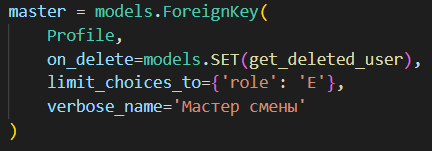 master = models.ForeignKey(
    Profile,
    on_delete=models.SET(get_deleted_user),
    limit_choices_to={'role': 'E'},
    verbose_name='Мастер смены'
)